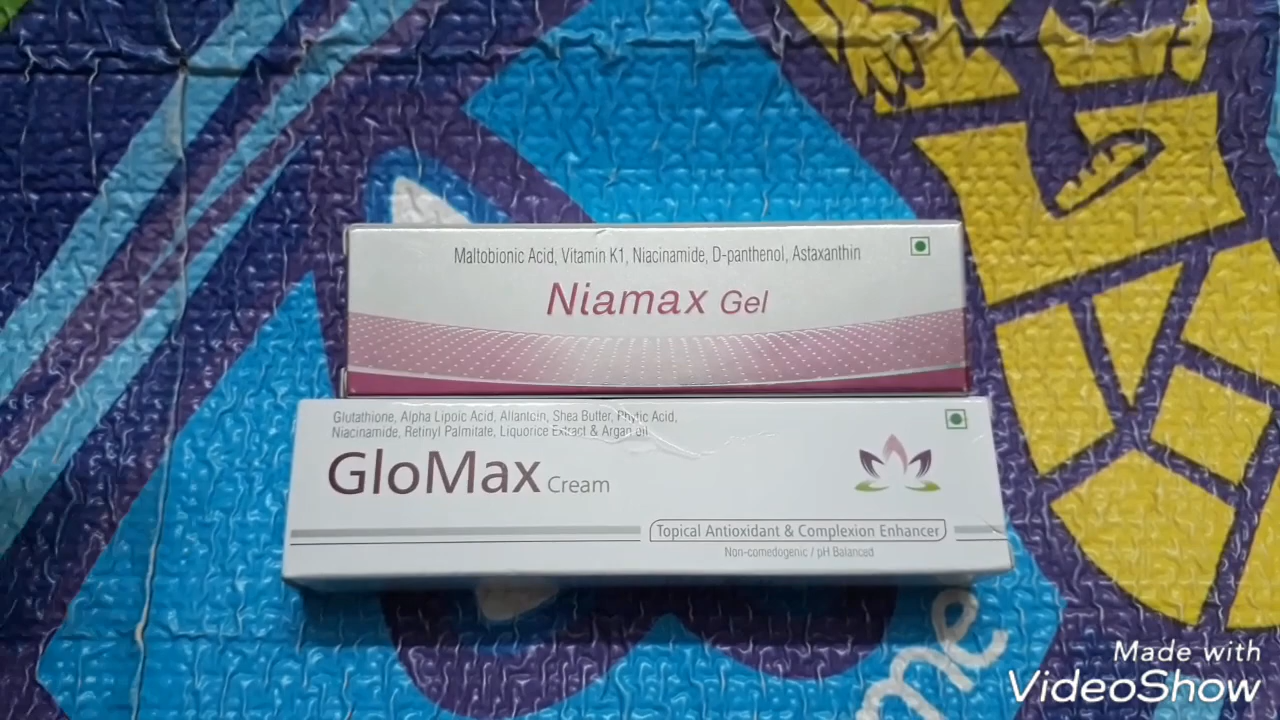 Maltobionic Acid, Vitamin K1, Niacinamide, D-panthenol, Astaxanthin
Niamax Gel
Glutathione, Alpha Lipoic Acid, Allantoin, Shea Butter, Phytic Acid,
Niacinamide, Retinyl Palmitate, Liquorice Extract & Argan oil
GloMax Cream
Topical Antioxidant & Complexion Enhancer
Non-comedogenic / pH Balanced
me
Made with
VideoShow